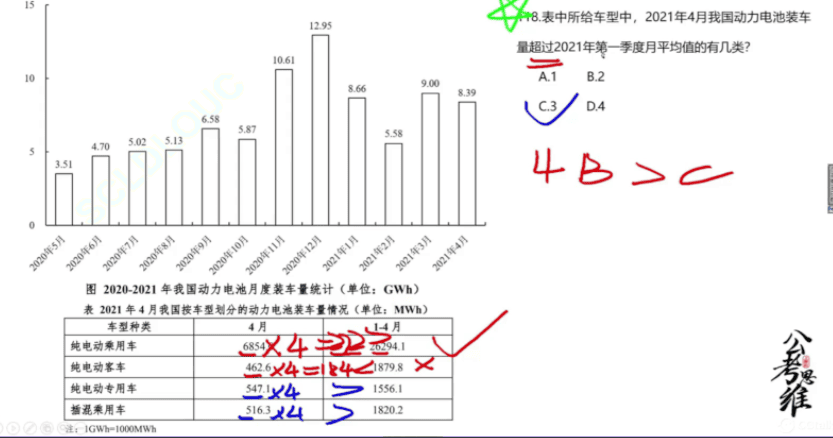 15
12.95
10.61
10
9.00
8.66
8.39
6.58
5.87
5.58
5.02
5.13
4.70
5
3.51
0
2020年5月
2020年6月
2020年7月
2020年8月
2020年9月
2020年10月
2020年11月
2020年12月
2021年1月
2021年2月
2021年3月
2021年4月
图 2020-2021 年我国动力电池月度装车量统计（单位：GWh）
表 2021 年 4 月我国按车型划分的动力电池装车量情况（单位：MWh）
车型种类 4 月 1-4 月
纯电动乘用车 6854 ×4= 26294.1
纯电动客车 462.6 ×4=184< 1879.8 ×
纯电动专用车 547.1 ×4 > 1556.1
插混乘用车 516.3 ×4 > 1820.2
注：1GWh=1000MWh
118.表中所给车型中，2021年4月我国动力电池装车
量超过2021年第一季度月平均值的有几类？
A.1 B.2
C.3 D.4
4B>C
公考思维